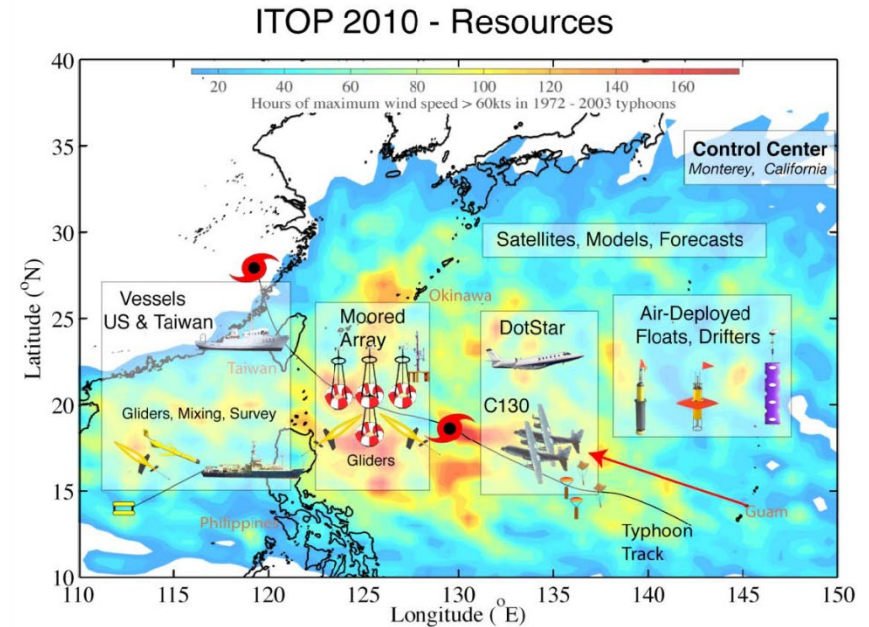 ITOP 2010 - Resources
20 40 60 80 100 120 140 160
Hours of maximum wind speed > 60kts in 1972 - 2003 typhoons
Control Center
Monterey, California
Satellites, Models, Forecasts
Okinawa
Vessels
US & Taiwan
Taiwan
Gliders, Mixing, Survey
Philippines
Moored
Array
Gliders
DotStar
C130
Air-Deployed
Floats, Drifters
Guam
Typhoon
Track
Latitude (°N)
40
35
30
25
20
15
10
110 115 120 125 130 135 140 145 150
Longitude (°E)